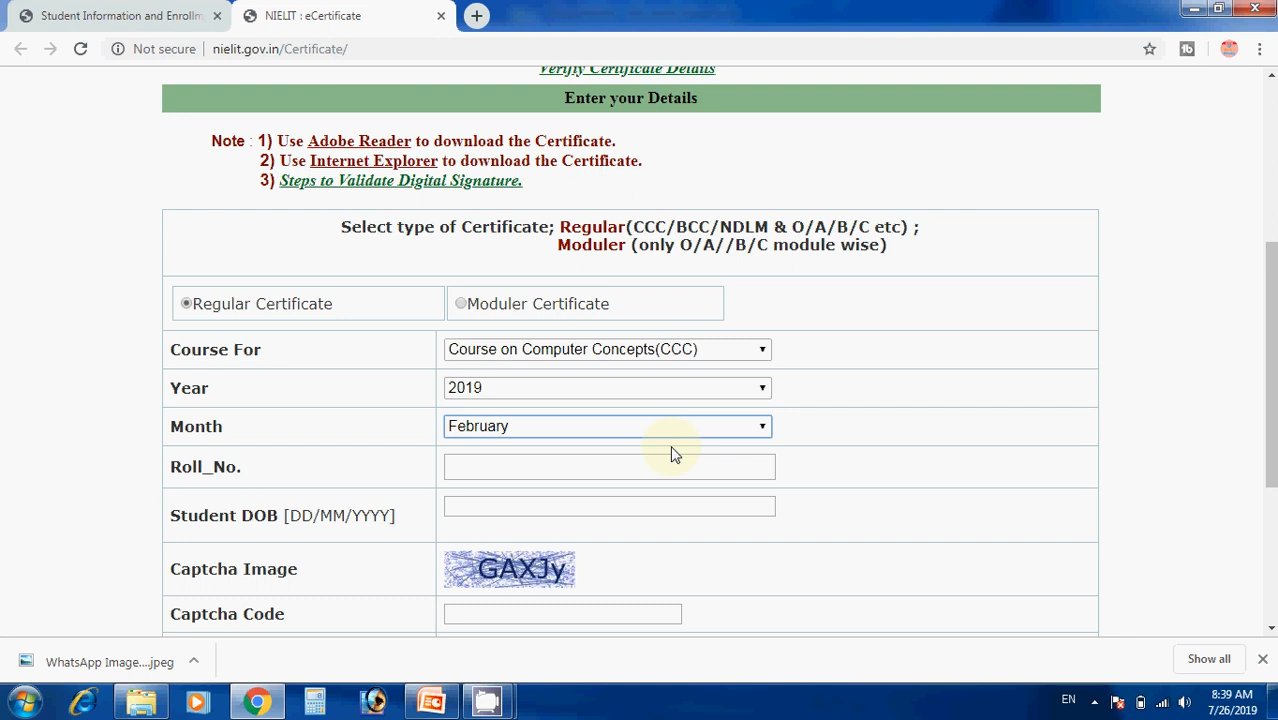 Student Information and Enrollm
NIELIT : eCertificate
Not secure
nielit.gov.in/Certificate/
Verifiy Certificate Details
Enter your Details
Note : 1) Use Adobe Reader to download the Certificate.
2) Use Internet Explorer to download the Certificate.
3) Steps to Validate Digital Signature.
Select type of Certificate; Regular(CCC/BCC/NDLM & O/A/B/C etc) ;
Moduler (only O/A//B/C module wise)
Regular Certificate
Moduler Certificate
Course For
Course on Computer Concepts(CCC)
Year
2019
Month
February
Roll_No.
Student DOB [DD/MM/YYYY]
Captcha Image
GAXJy
Captcha Code
WhatsApp Image....jpeg
Show all
EN
8:39 AM
7/26/2019